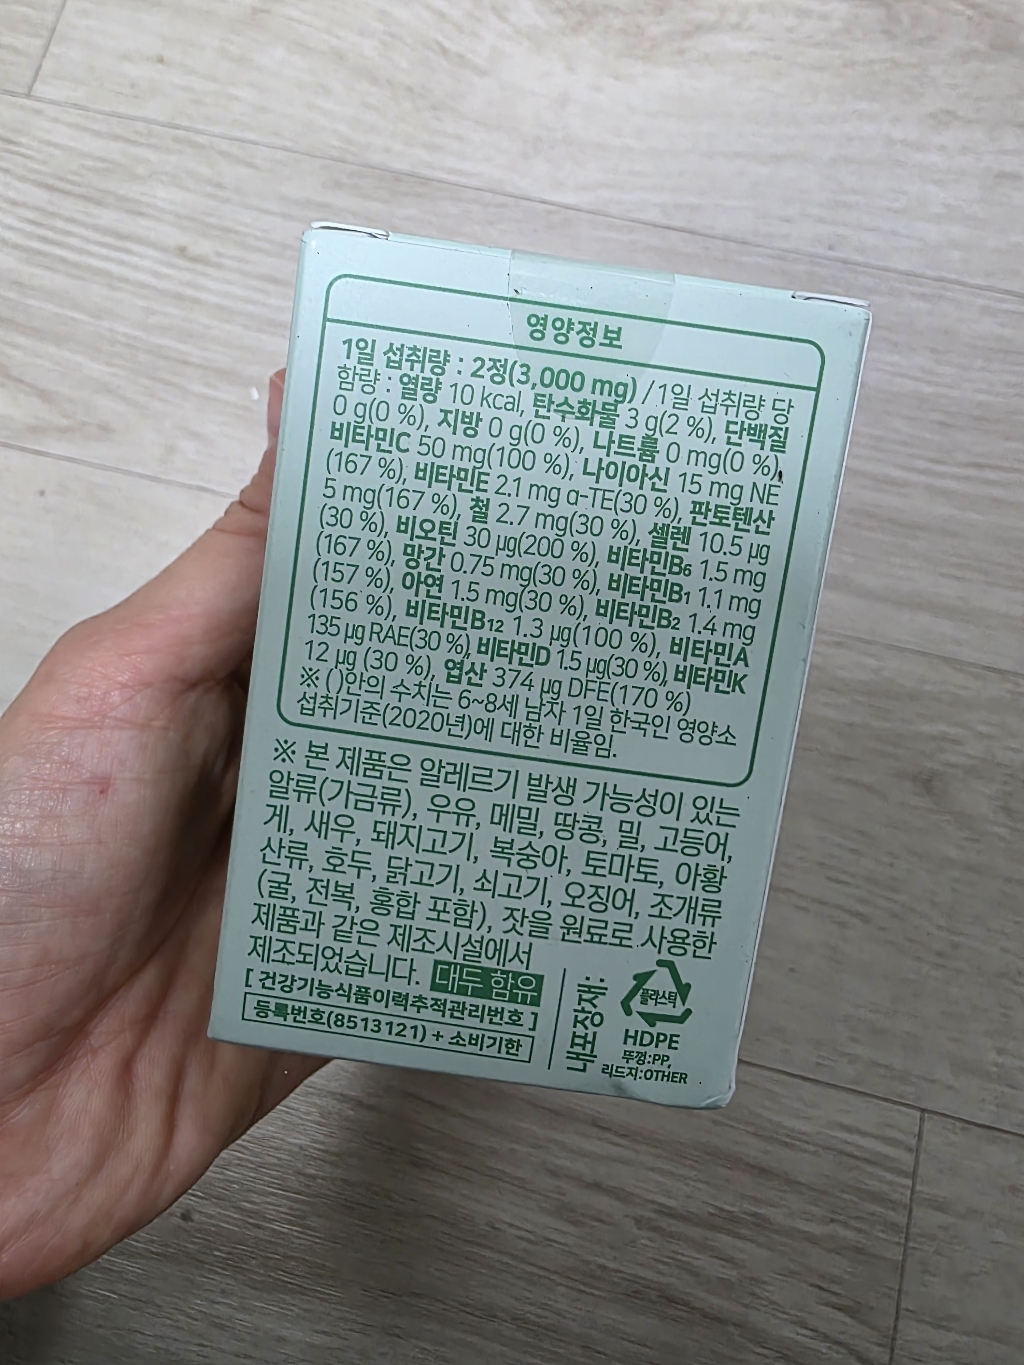 영양정보
1일 섭취량 : 2정(3,000 mg) / 1일 섭취량 당
함량 : 열량 10 kcal, 탄수화물 3 g(2 %), 단백질
0 g(0 %), 지방 0 g(0 %), 나트륨 0 mg(0 %),
비타민C 50 mg(100 %), 나이아신 15 mg NE
(167 %), 비타민E 2.1 mg α-TE(30 %), 판토텐산
5 mg(167 %), 철 2.7 mg(30 %), 셀렌 10.5 µg
(30 %), 비오틴 30 µg(200 %), 비타민B₆ 1.5 mg
(167 %), 망간 0.75 mg(30 %), 비타민B₁ 1.1 mg
(157 %), 아연 1.5 mg(30 %), 비타민B₂ 1.4 mg
(156 %), 비타민B₁₂ 1.3 µg(100 %), 비타민A
135 µg RAE(30 %), 비타민D 1.5 µg(30 %), 비타민K
12 µg (30 %), 엽산 374 µg DFE(170 %)
※ ( )안의 수치는 6~8세 남자 1일 한국인 영양소
섭취기준(2020년)에 대한 비율임.
※ 본 제품은 알레르기 발생 가능성이 있는
알류(가금류), 우유, 메밀, 땅콩, 밀, 고등어,
게, 새우, 돼지고기, 복숭아, 토마토, 아황
산류, 호두, 닭고기, 쇠고기, 오징어, 조개류
(굴, 전복, 홍합 포함), 잣을 원료로 사용한
제품과 같은 제조시설에서
제조되었습니다. 대두 함유
[ 건강기능식품이력추적관리번호 ]
등록번호(8513121) + 소비기한
내포장재:
플라스틱
HDPE
뚜껑:PP,
리드지:OTHER